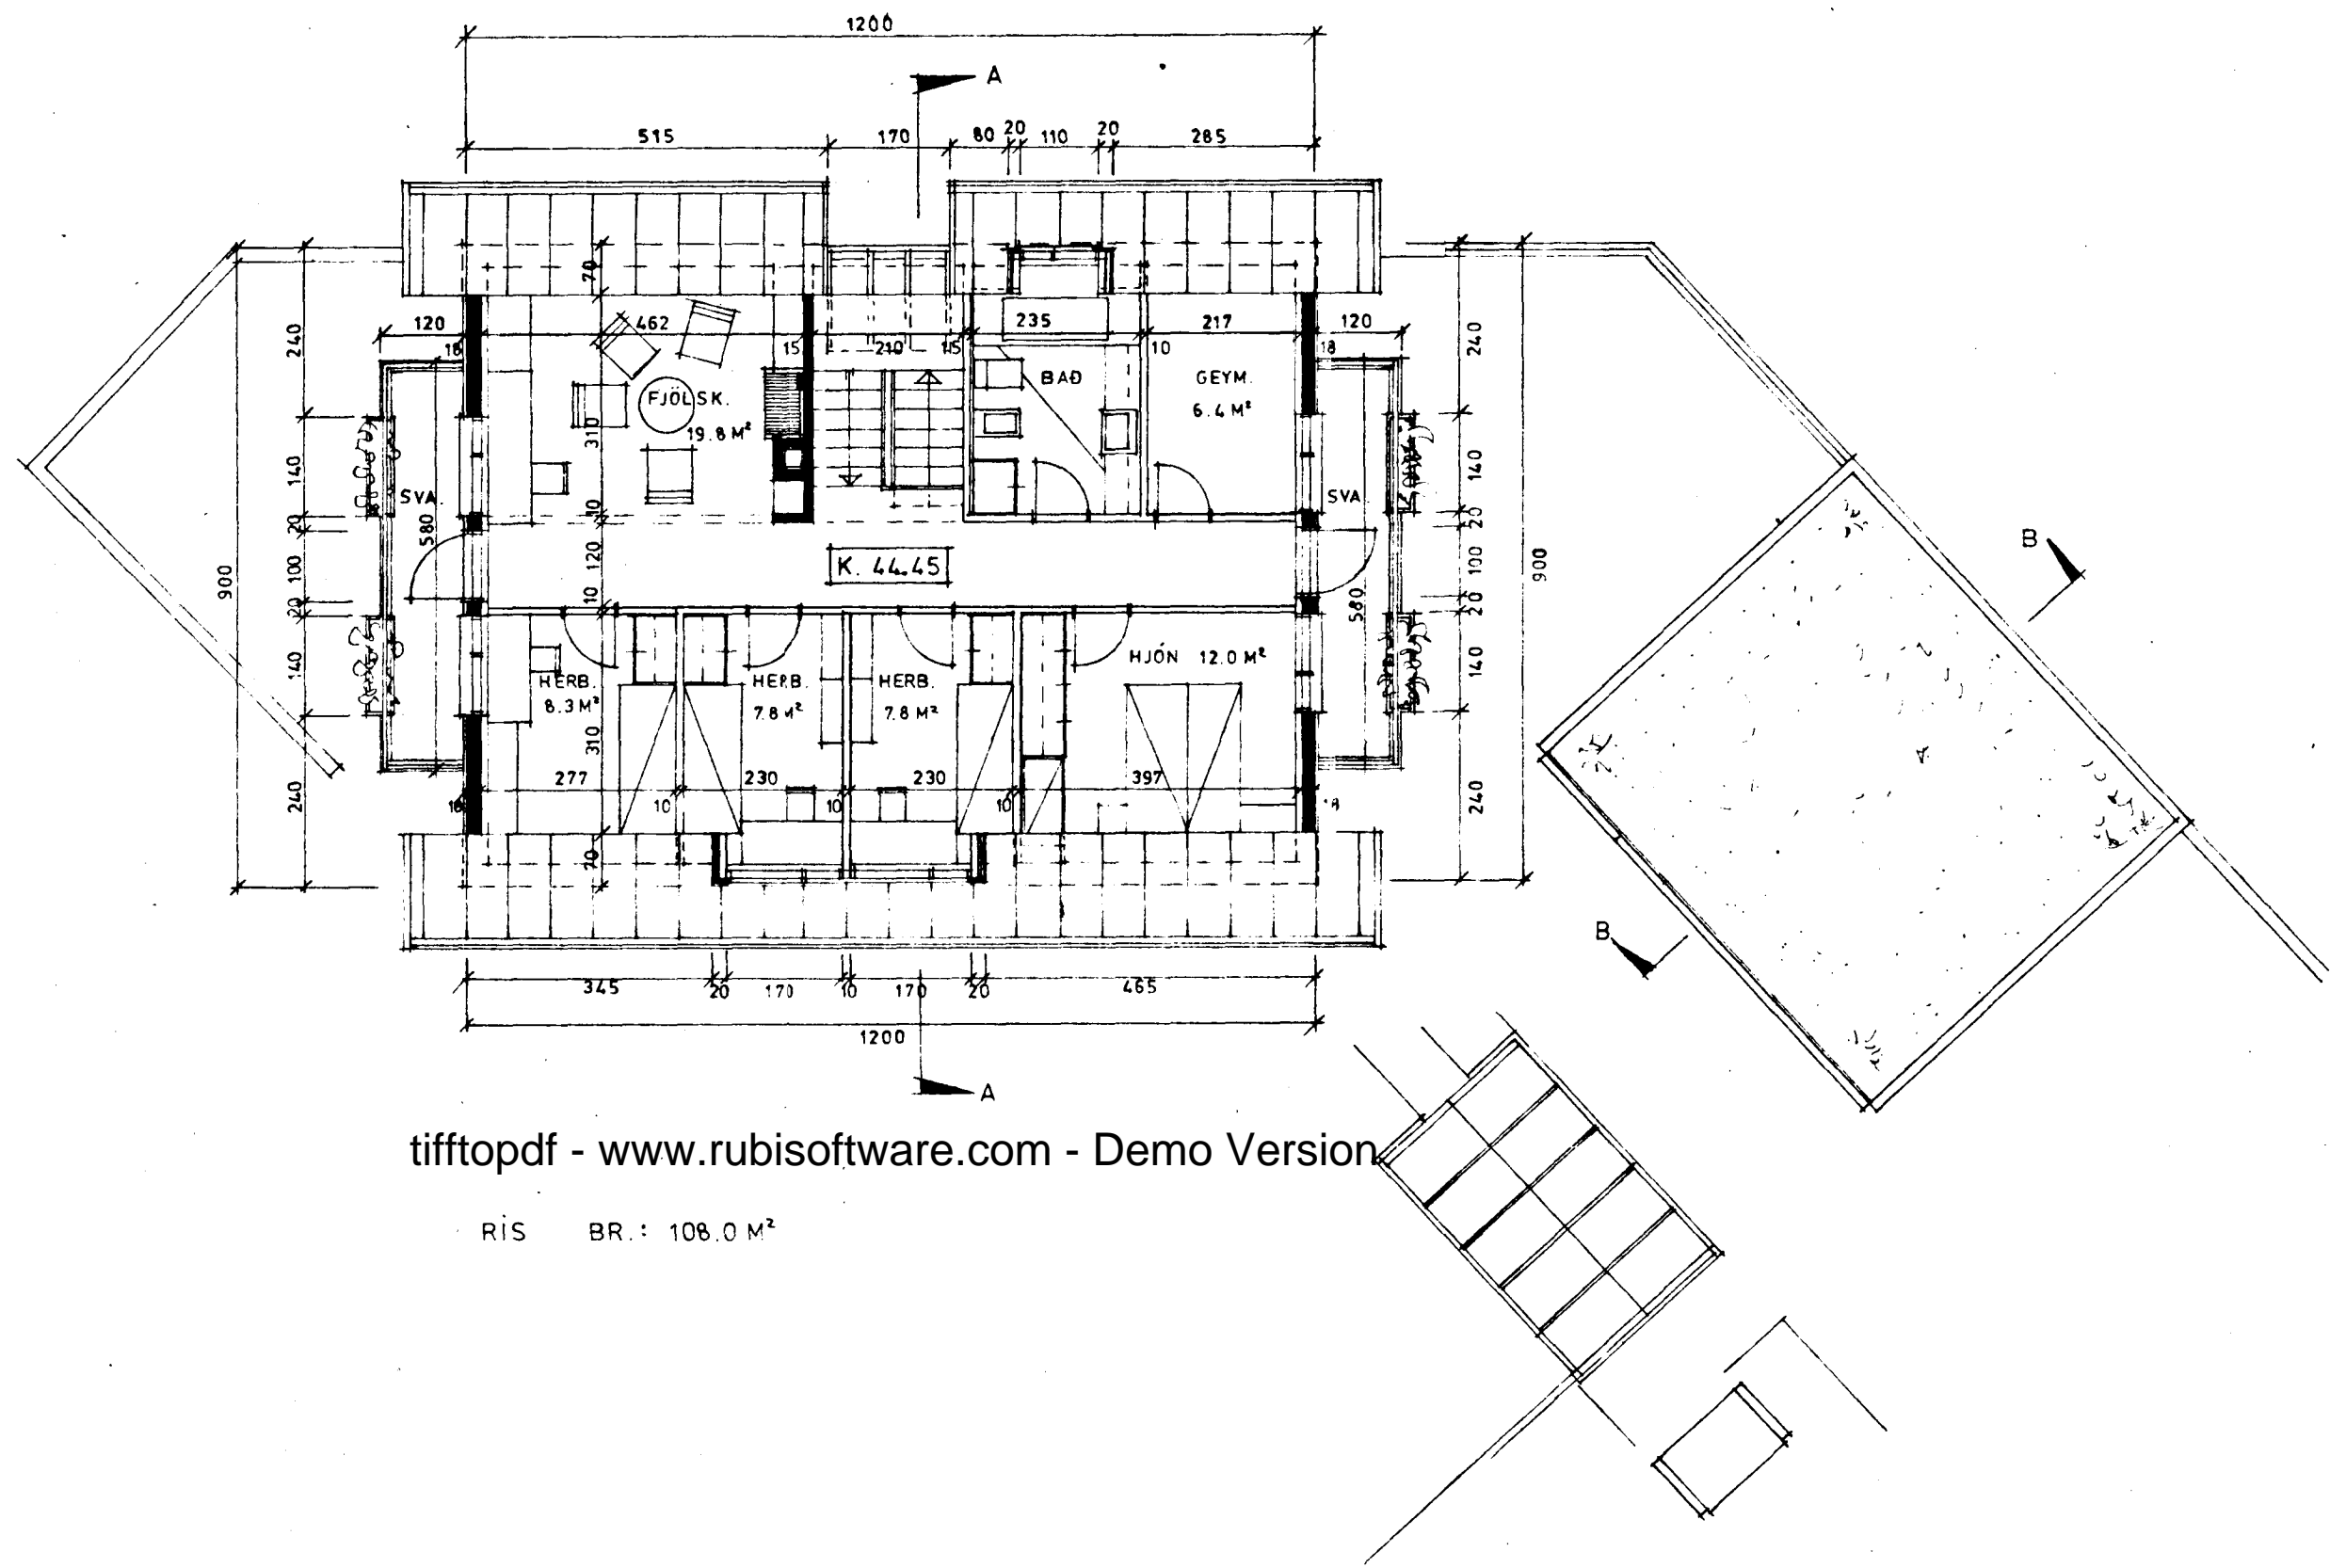 1200
A
515 170 80 20 110 20 285
70
120 462 235 217 120
18 15 210 15 10 18
240 240
BAÐ GEYM.
6.4 M²
FJÖLSK.
19.8 M²
310
140 140
SVA. SVA
580
10
20 20
K. 44.45
900 100 120 100 900
580
10
20 20
B
HJÓN 12.0 M²
140 140
HERB. HERB. HERB.
8.3 M² 7.8 M² 7.8 M²
310
277 230 230 397
18 10 10 10 18
240 240
70
B
345 20 170 10 170 20 465
1200
A
tifftopdf - www.rubisoftware.com - Demo Version
RÍS BR.: 108.0 M²